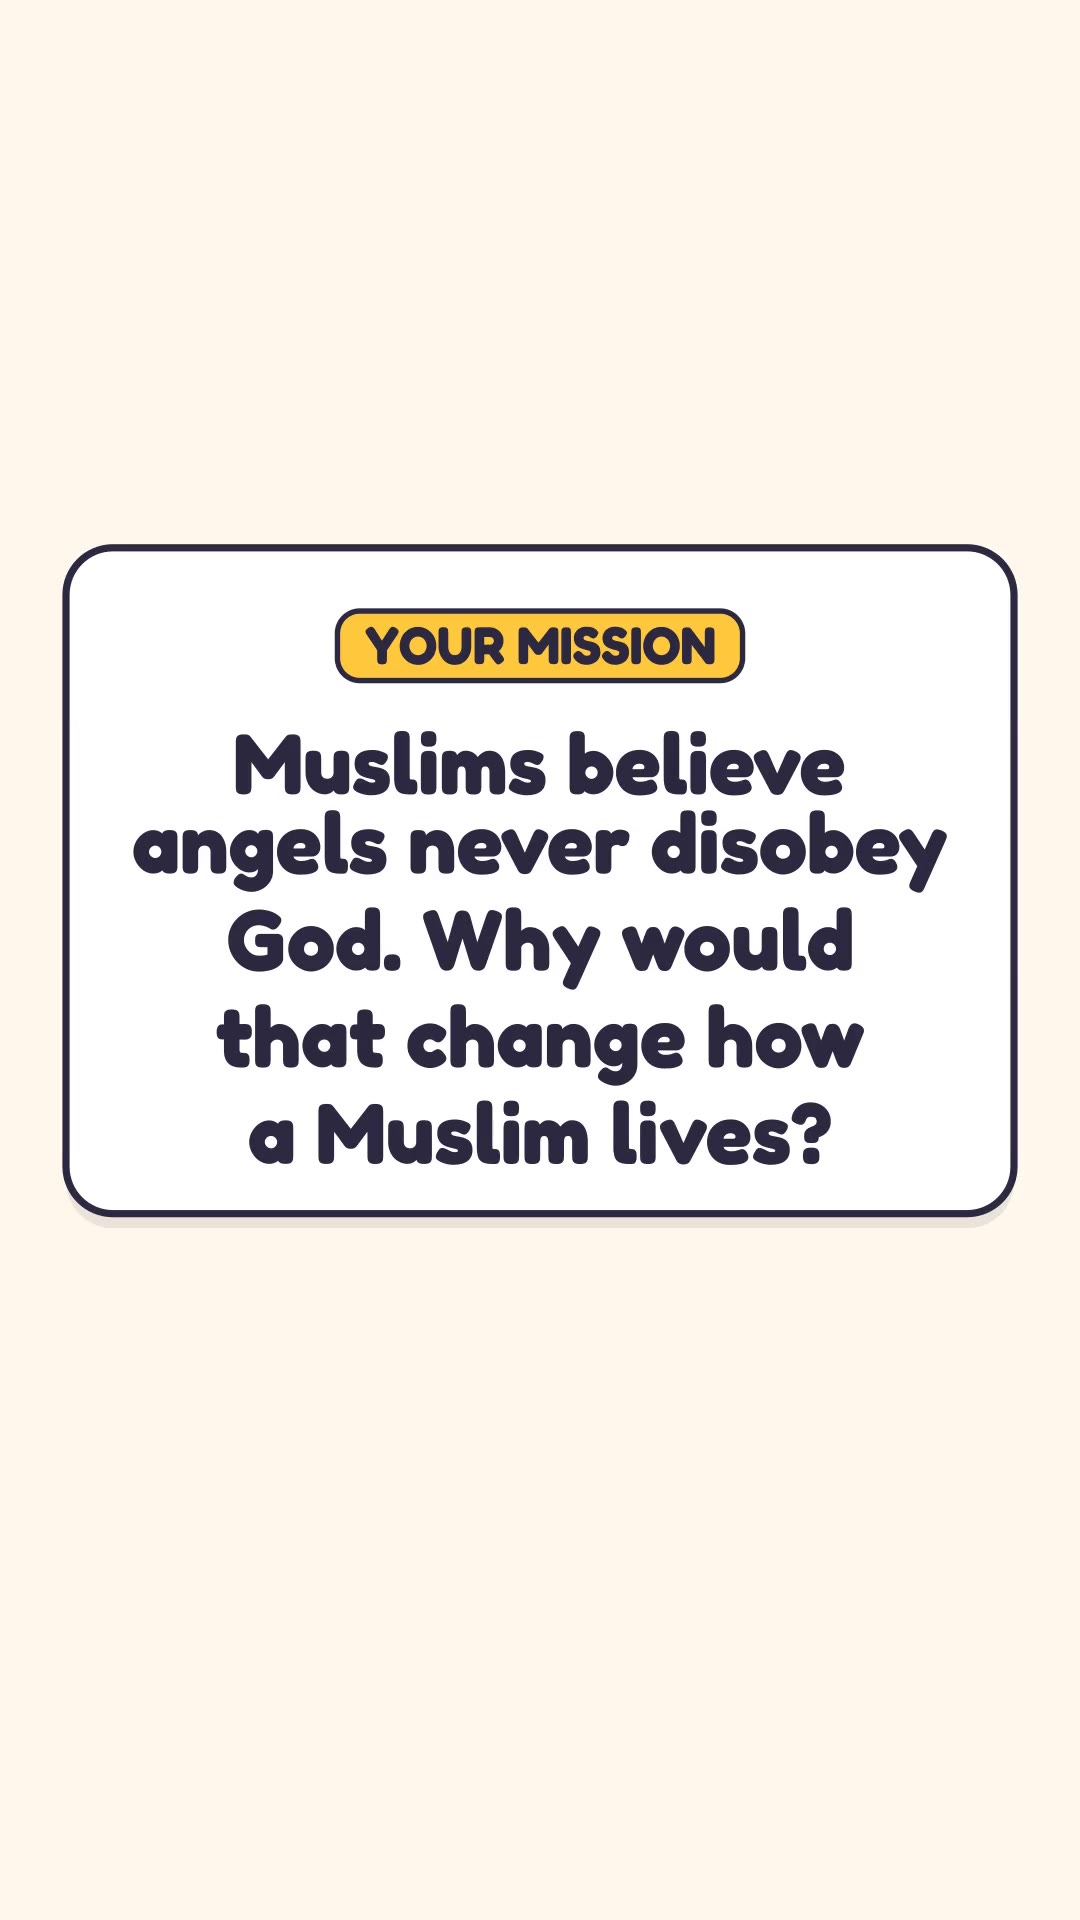 YOUR MISSION
Muslims believe
angels never disobey
God. Why would
that change how
a Muslim lives?